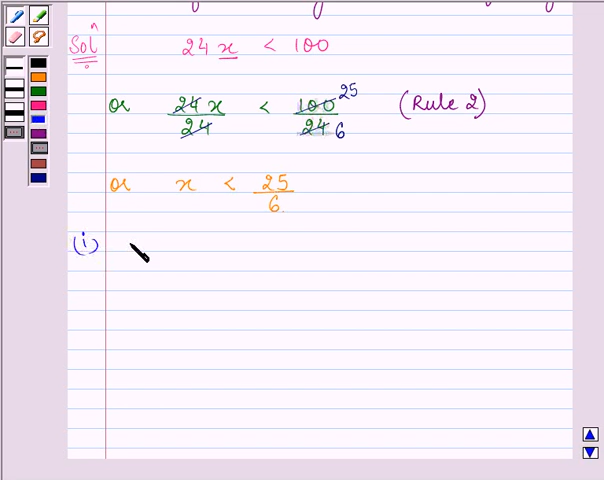 Solⁿ 24x < 100
or 24x/24 < 100/24 25 6 (Rule 2)
or x < 25/6
(i)